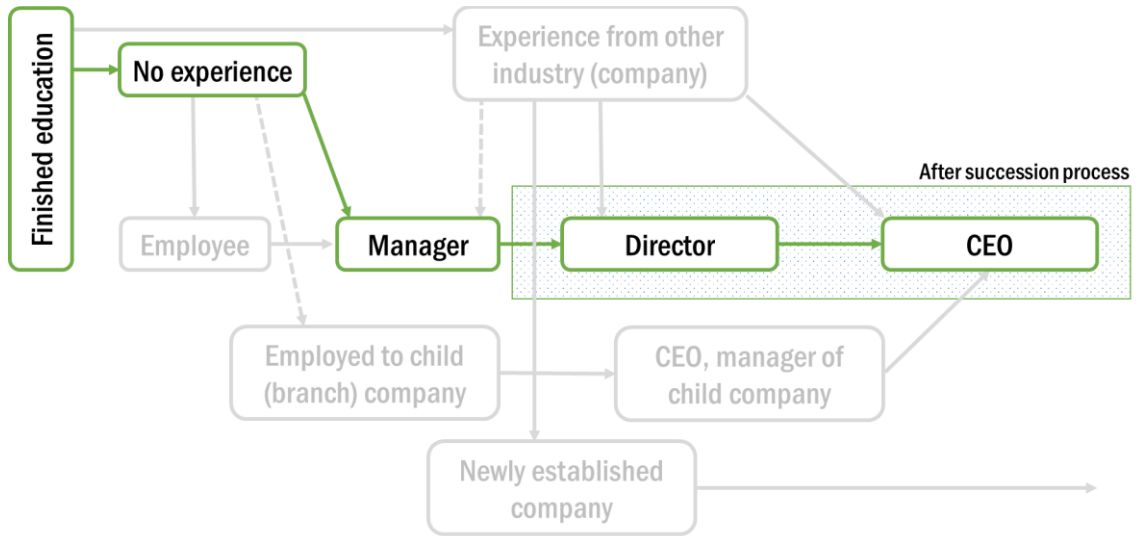 Finished education
No experience
Experience from other
industry (company)
After succession process
Employee
Manager
Director
CEO
Employed to child
(branch) company
CEO, manager of
child company
Newly established
company